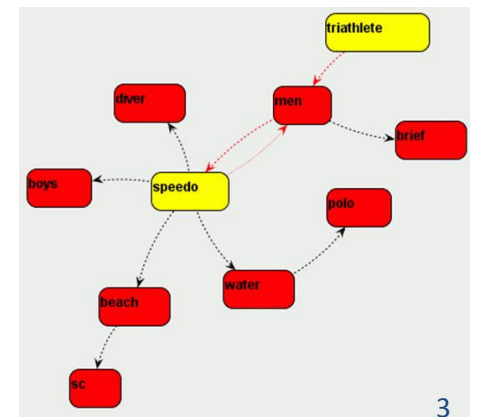 triathlete
men
diver
brief
boys
speedo
polo
water
beach
sc
3